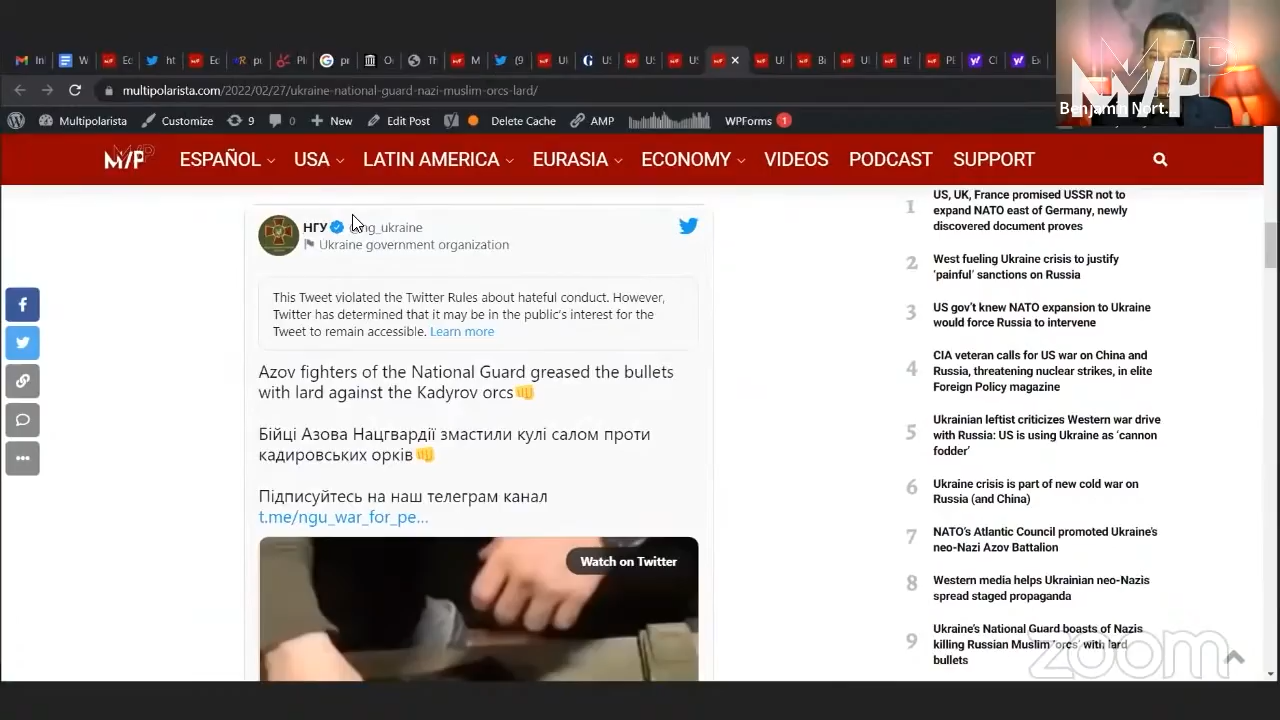 Benjamin Nort...
multipolarista.com/2022/02/27/ukraine-national-guard-nazi-muslim-orcs-lard/
Multipolarista Customize 9 0 New Edit Post Delete Cache AMP WPForms 1
M/P ESPAÑOL USA LATIN AMERICA EURASIA ECONOMY VIDEOS PODCAST SUPPORT
НГУ @ng_ukraine
Ukraine government organization
This Tweet violated the Twitter Rules about hateful conduct. However,
Twitter has determined that it may be in the public's interest for the
Tweet to remain accessible. Learn more
Azov fighters of the National Guard greased the bullets
with lard against the Kadyrov orcs👊
Бійці Азова Нацгвардії змастили кулі салом проти
кадировських орків👊
Підписуйтесь на наш телеграм канал
t.me/ngu_war_for_pe...
Watch on Twitter
1 US, UK, France promised USSR not to
expand NATO east of Germany, newly
discovered document proves
2 West fueling Ukraine crisis to justify
'painful' sanctions on Russia
3 US gov't knew NATO expansion to Ukraine
would force Russia to intervene
4 CIA veteran calls for US war on China and
Russia, threatening nuclear strikes, in elite
Foreign Policy magazine
5 Ukrainian leftist criticizes Western war drive
with Russia: US is using Ukraine as 'cannon
fodder'
6 Ukraine crisis is part of new cold war on
Russia (and China)
7 NATO's Atlantic Council promoted Ukraine's
neo-Nazi Azov Battalion
8 Western media helps Ukrainian neo-Nazis
spread staged propaganda
9 Ukraine's National Guard boasts of Nazis
killing Russian Muslim 'orcs' with lard
bullets
zoom